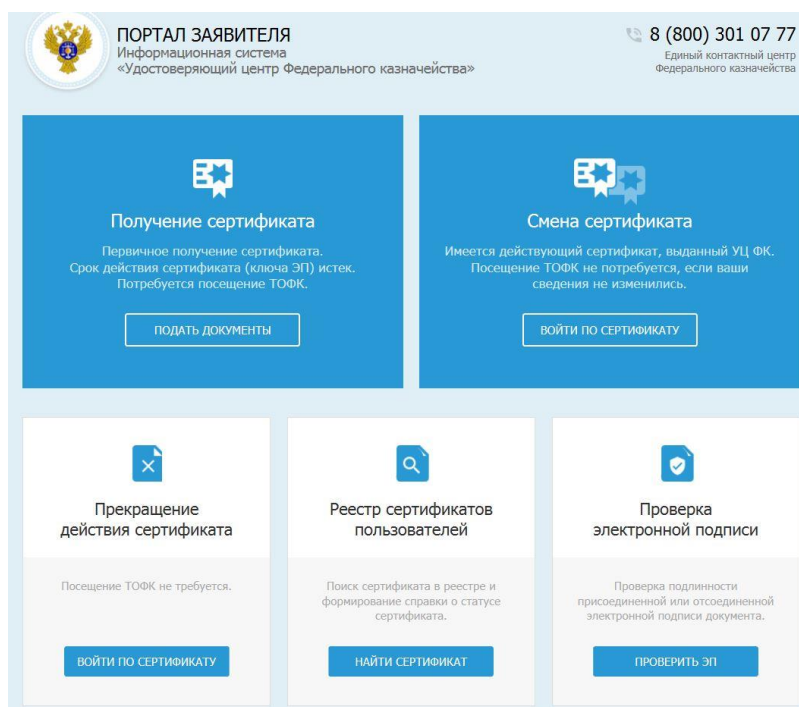 ПОРТАЛ ЗАЯВИТЕЛЯ
Информационная система
«Удостоверяющий центр Федерального казначейства»
8 (800) 301 07 77
Единый контактный центр
Федерального казначейства
Получение сертификата
Первичное получение сертификата.
Срок действия сертификата (ключа ЭП) истек.
Потребуется посещение ТОФК.
ПОДАТЬ ДОКУМЕНТЫ
Смена сертификата
Имеется действующий сертификат, выданный УЦ ФК.
Посещение ТОФК не потребуется, если ваши
сведения не изменились.
ВОЙТИ ПО СЕРТИФИКАТУ
Прекращение
действия сертификата
Посещение ТОФК не требуется.
ВОЙТИ ПО СЕРТИФИКАТУ
Реестр сертификатов
пользователей
Поиск сертификата в реестре и
формирование справки о статусе
сертификата.
НАЙТИ СЕРТИФИКАТ
Проверка
электронной подписи
Проверка подлинности
присоединенной или отсоединенной
электронной подписи документа.
ПРОВЕРИТЬ ЭП